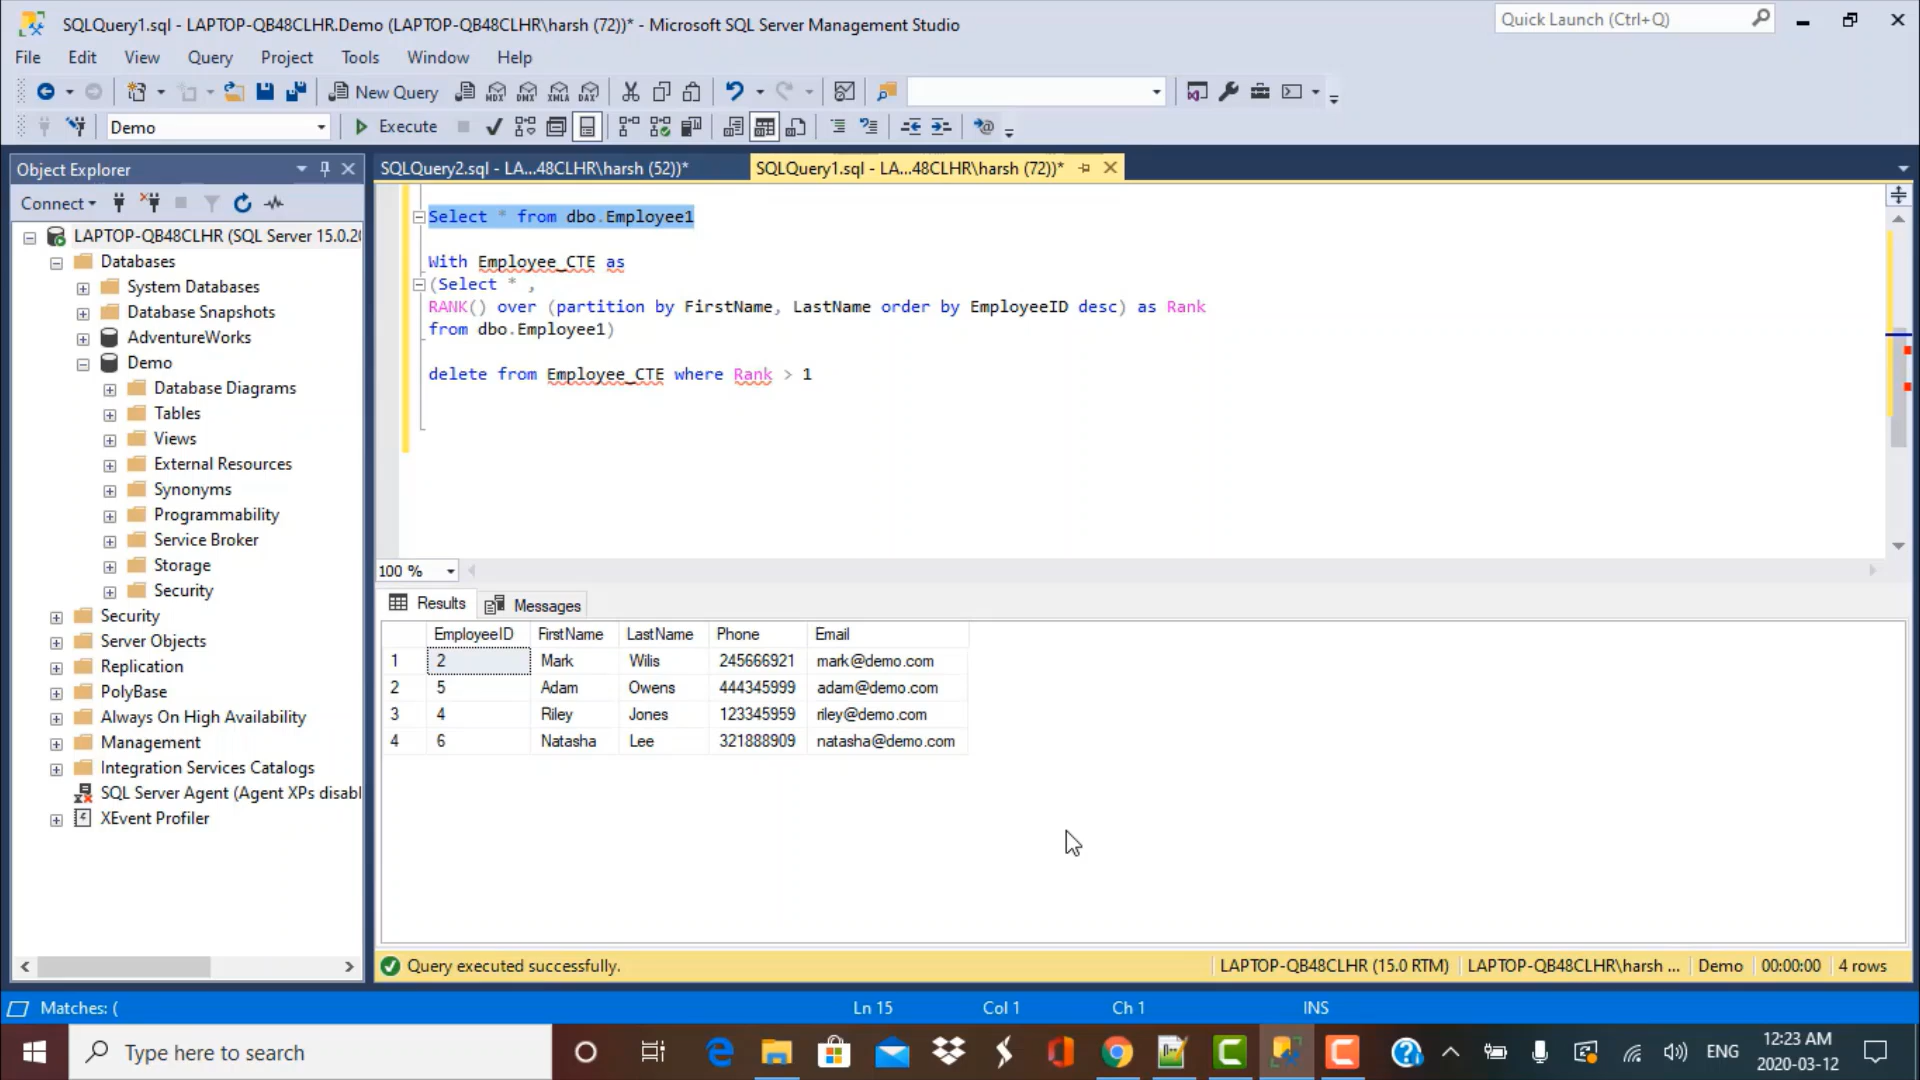 SQLQuery1.sql - LAPTOP-QB48CLHR.Demo (LAPTOP-QB48CLHR\harsh (72))* - Microsoft SQL Server Management Studio
Quick Launch (Ctrl+Q)
File Edit View Query Project Tools Window Help
New Query
MDX DMX XMLA DAX
Demo
Execute
Object Explorer
Connect
LAPTOP-QB48CLHR (SQL Server 15.0.20
Databases
System Databases
Database Snapshots
AdventureWorks
Demo
Database Diagrams
Tables
Views
External Resources
Synonyms
Programmability
Service Broker
Storage
Security
Security
Server Objects
Replication
PolyBase
Always On High Availability
Management
Integration Services Catalogs
SQL Server Agent (Agent XPs disabl
XEvent Profiler
SQLQuery2.sql - LA...48CLHR\harsh (52))*
SQLQuery1.sql - LA...48CLHR\harsh (72))*
Select * from dbo.Employee1
With Employee_CTE as
(Select * ,
RANK() over (partition by FirstName, LastName order by EmployeeID desc) as Rank
from dbo.Employee1)
delete from Employee_CTE where Rank > 1
100 %
Results Messages
EmployeeID FirstName LastName Phone Email
1 2 Mark Wilis 245666921 mark@demo.com
2 5 Adam Owens 444345999 adam@demo.com
3 4 Riley Jones 123345959 riley@demo.com
4 6 Natasha Lee 321888909 natasha@demo.com
Query executed successfully.
LAPTOP-QB48CLHR (15.0 RTM) LAPTOP-QB48CLHR\harsh ... Demo 00:00:00 4 rows
Matches: (
Ln 15 Col 1 Ch 1 INS
Type here to search
ENG
12:23 AM
2020-03-12